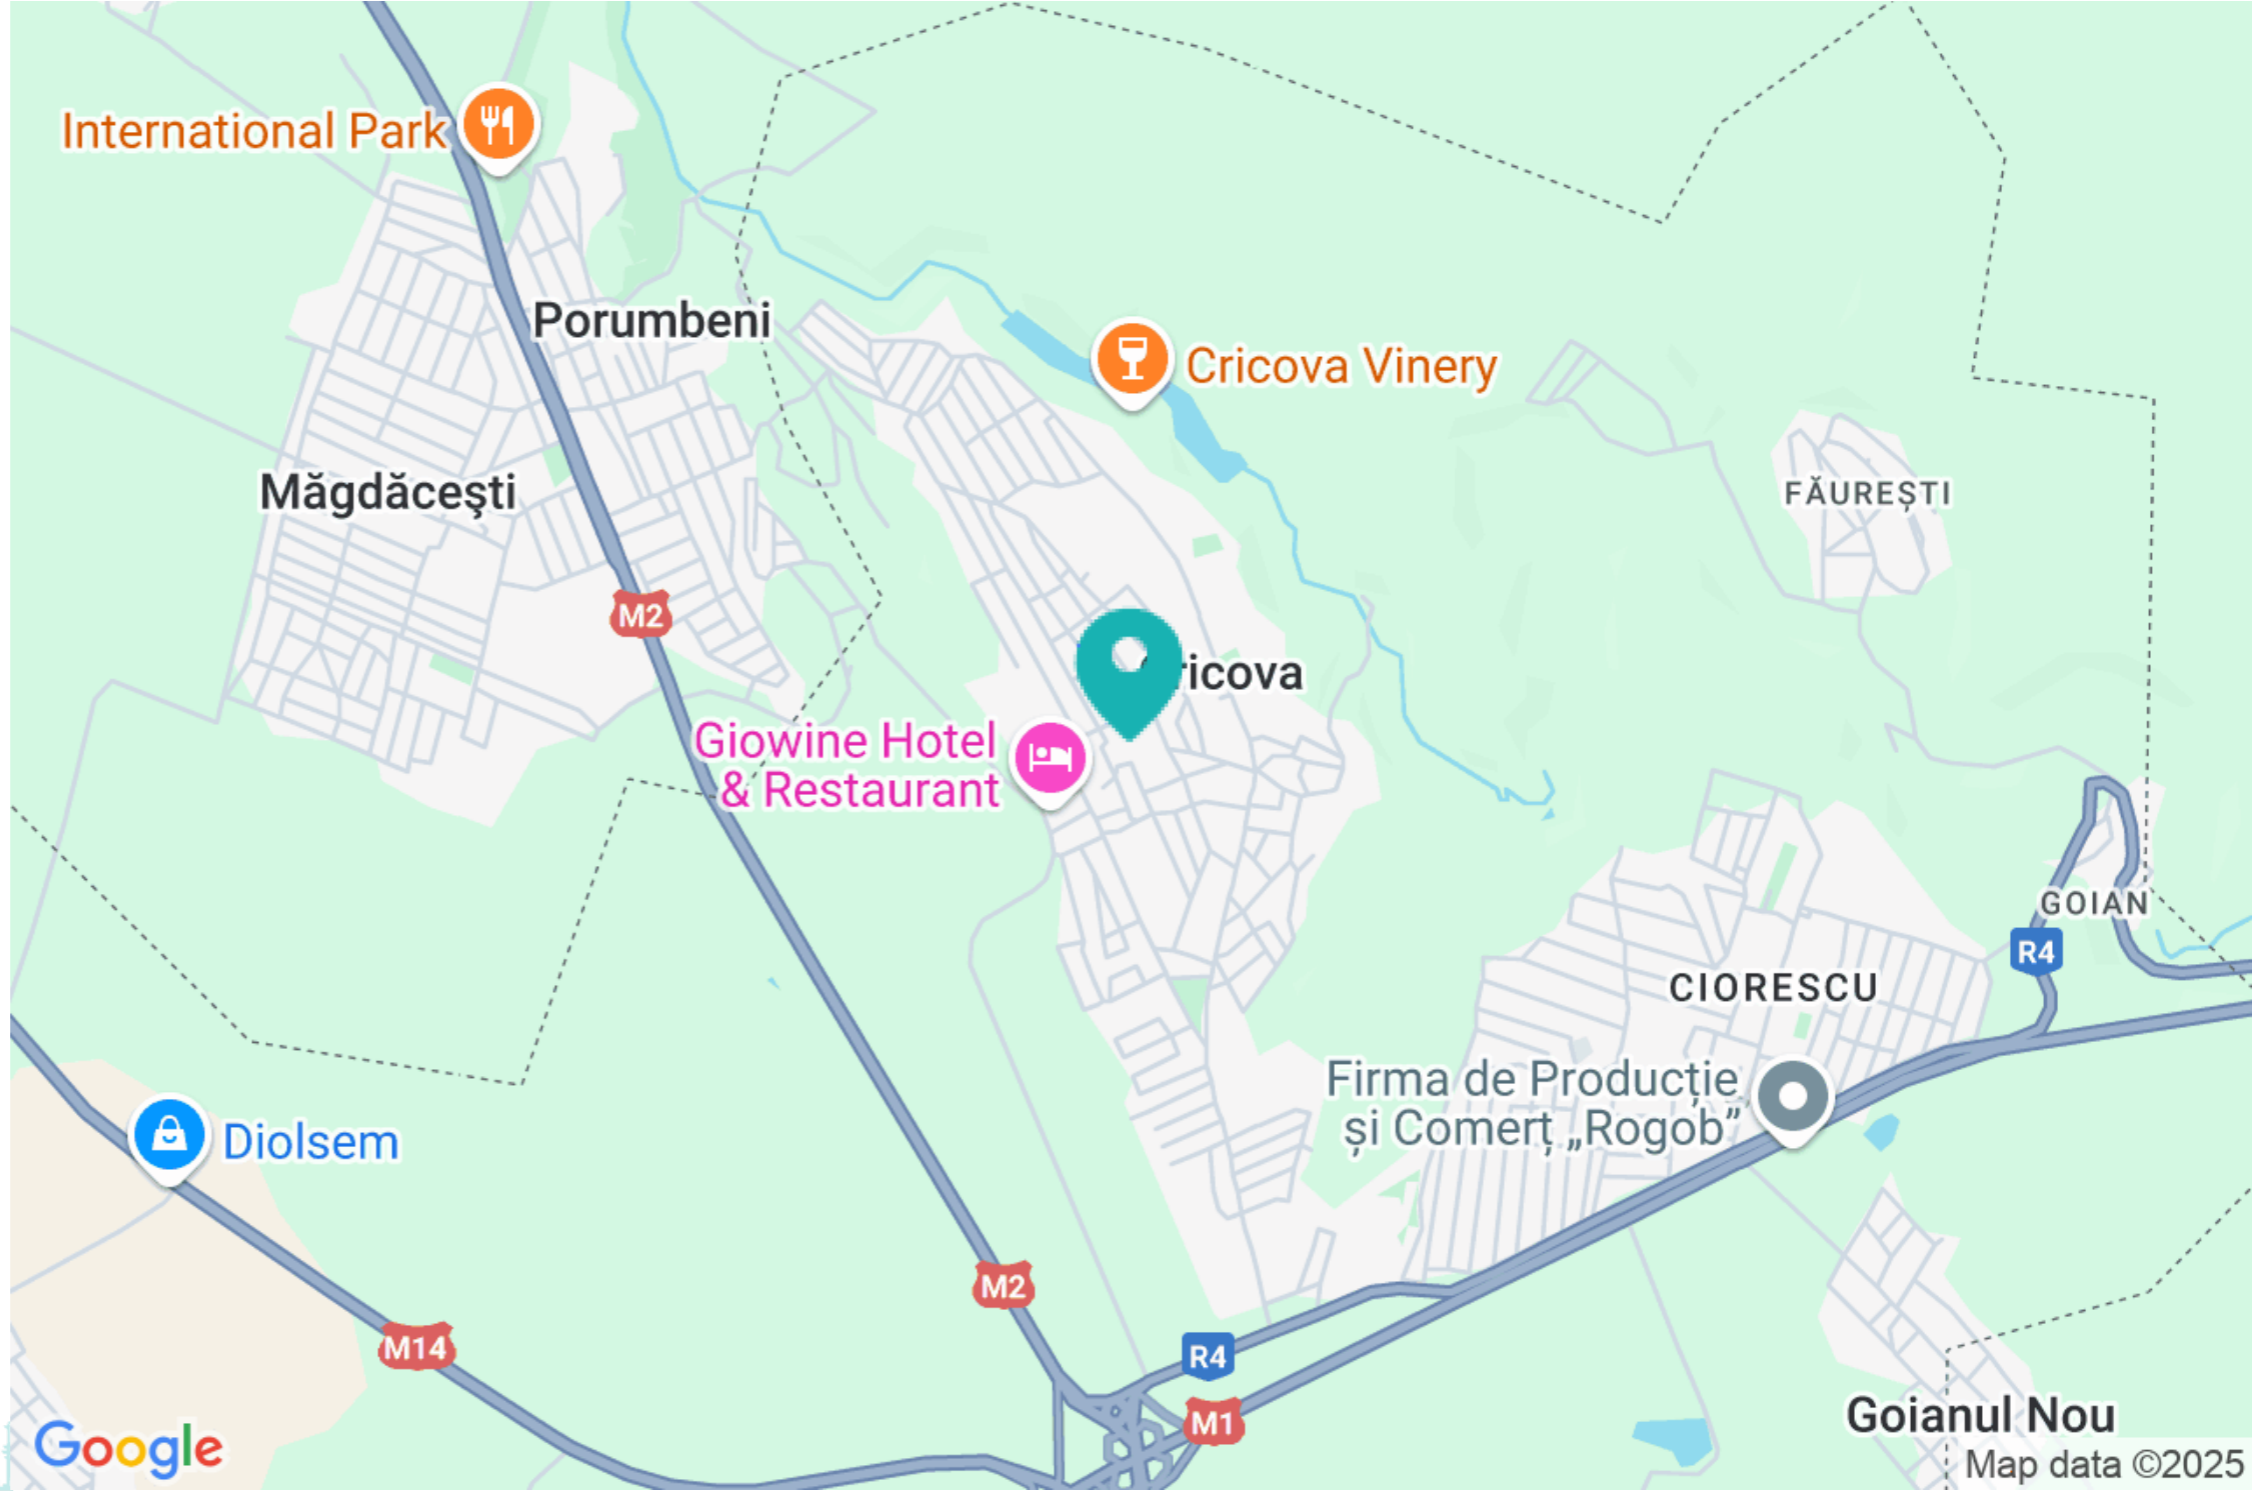 International Park
Porumbeni
Cricova Vinery
Măgdăceşti
FĂUREȘTI
M2
ricova
Giowine Hotel
& Restaurant
GOIAN
R4
CIORESCU
Firma de Producție
și Comerț „Rogob”
Diolsem
M2
M14
R4
M1
Goianul Nou
Google
Map data ©2025